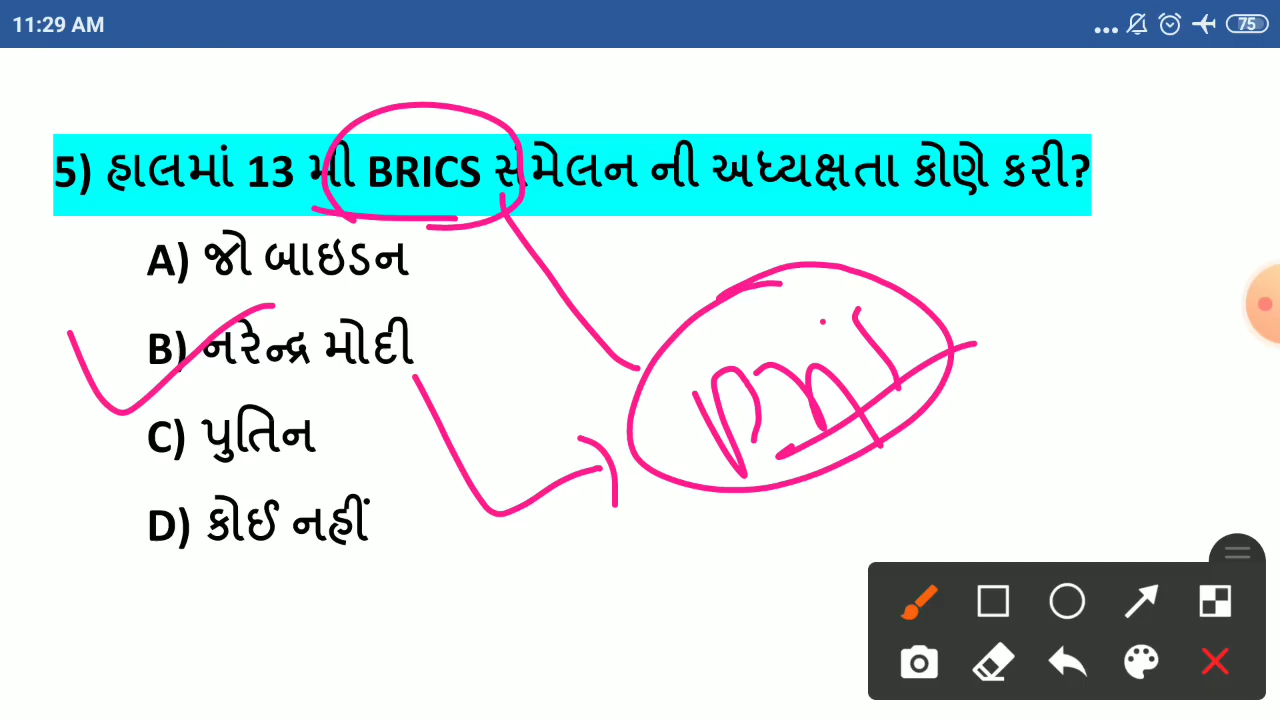 11:29 AM
75
5) હાલમાં 13 મી BRICS સંમેલન ની અધ્યક્ષતા કોણે કરી?
A) જો બાઇડન
B) નરેન્દ્ર મોદી
C) પુતિન
D) કોઈ નહીં